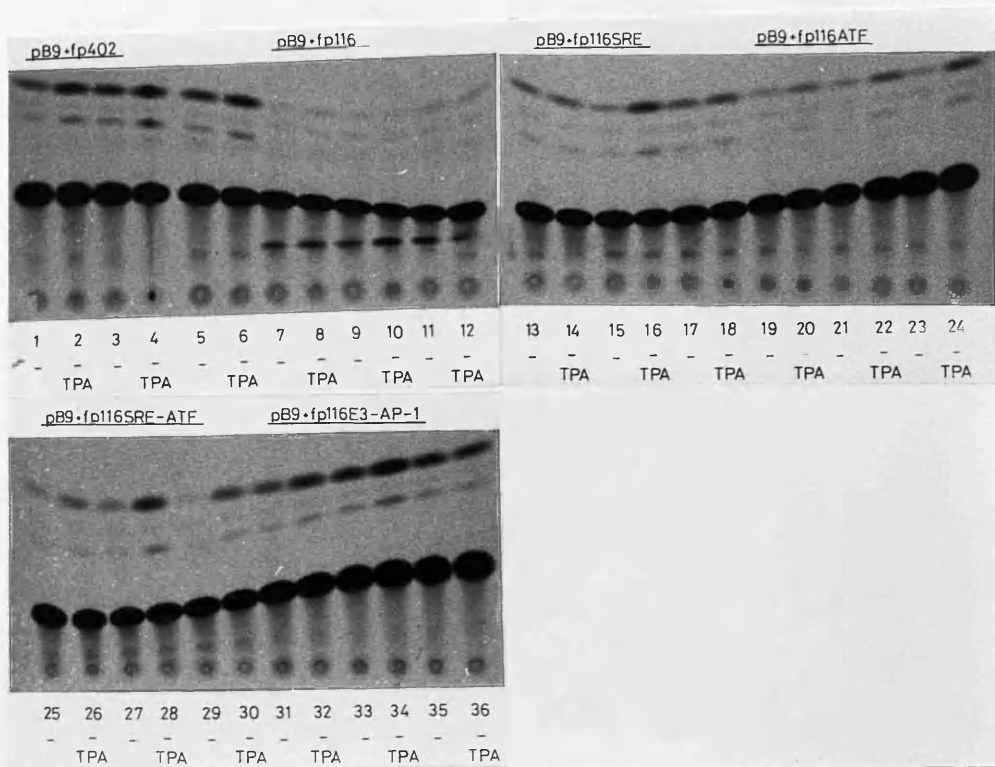 pB9+fp402
pB9+fp116
pB9+fp116SRE
pB9+fp116ATF
1 2 3 4 5 6 7 8 9 10 11 12
- - - - - - - - - - - -
TPA TPA TPA TPA TPA TPA
13 14 15 16 17 18 19 20 21 22 23 24
- - - - - - - - - - - -
TPA TPA TPA TPA TPA TPA
pB9+fp116SRE-ATF
pB9+fp116E3-AP-1
25 26 27 28 29 30 31 32 33 34 35 36
- - - - - - - - - - - -
TPA TPA TPA TPA TPA TPA